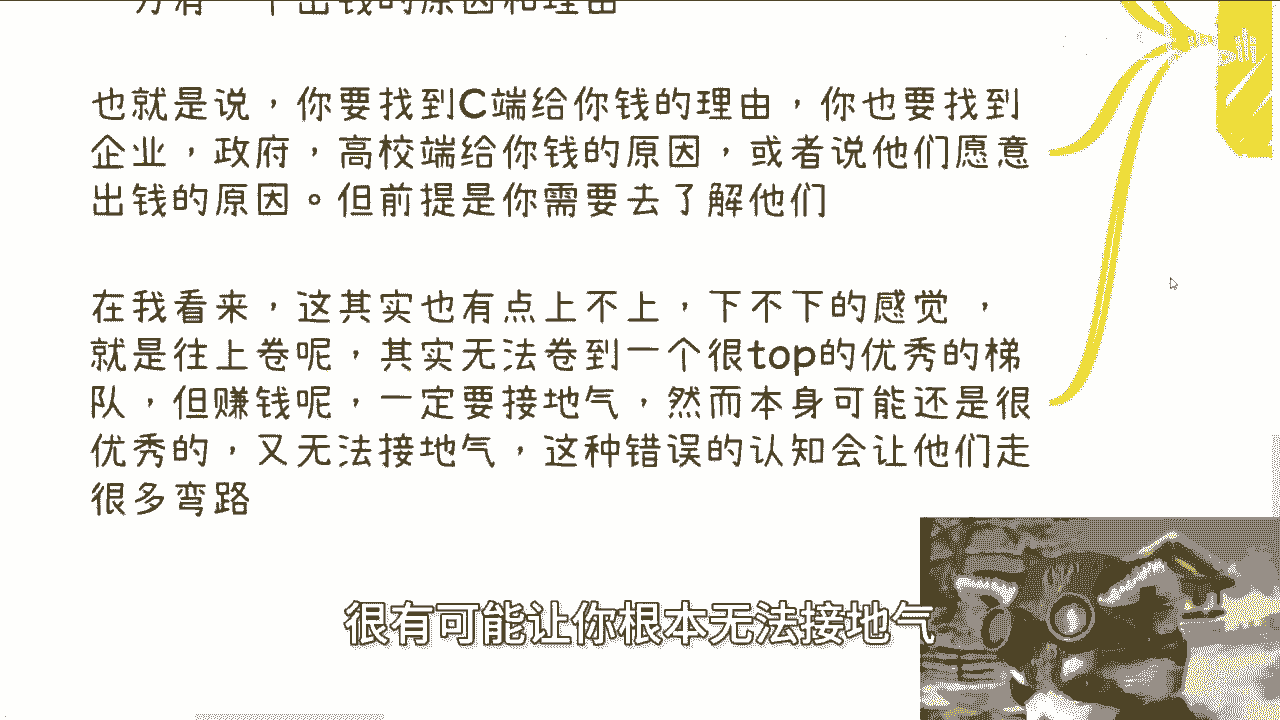 一个出钱的原因和理由
也就是说，你要找到C端给你钱的理由，你也要找到
企业，政府，高校端给你钱的原因，或者说他们愿意
出钱的原因。但前提是你需要去了解他们
在我看来，这其实也有点上不上，下不下的感觉 ，
就是往上卷呢，其实无法卷到一个很top的优秀的梯
队，但赚钱呢，一定要接地气，然而本身可能还是很
优秀的，又无法接地气，这种错误的认知会让他们走
很多弯路
很有可能让你根本无法接地气